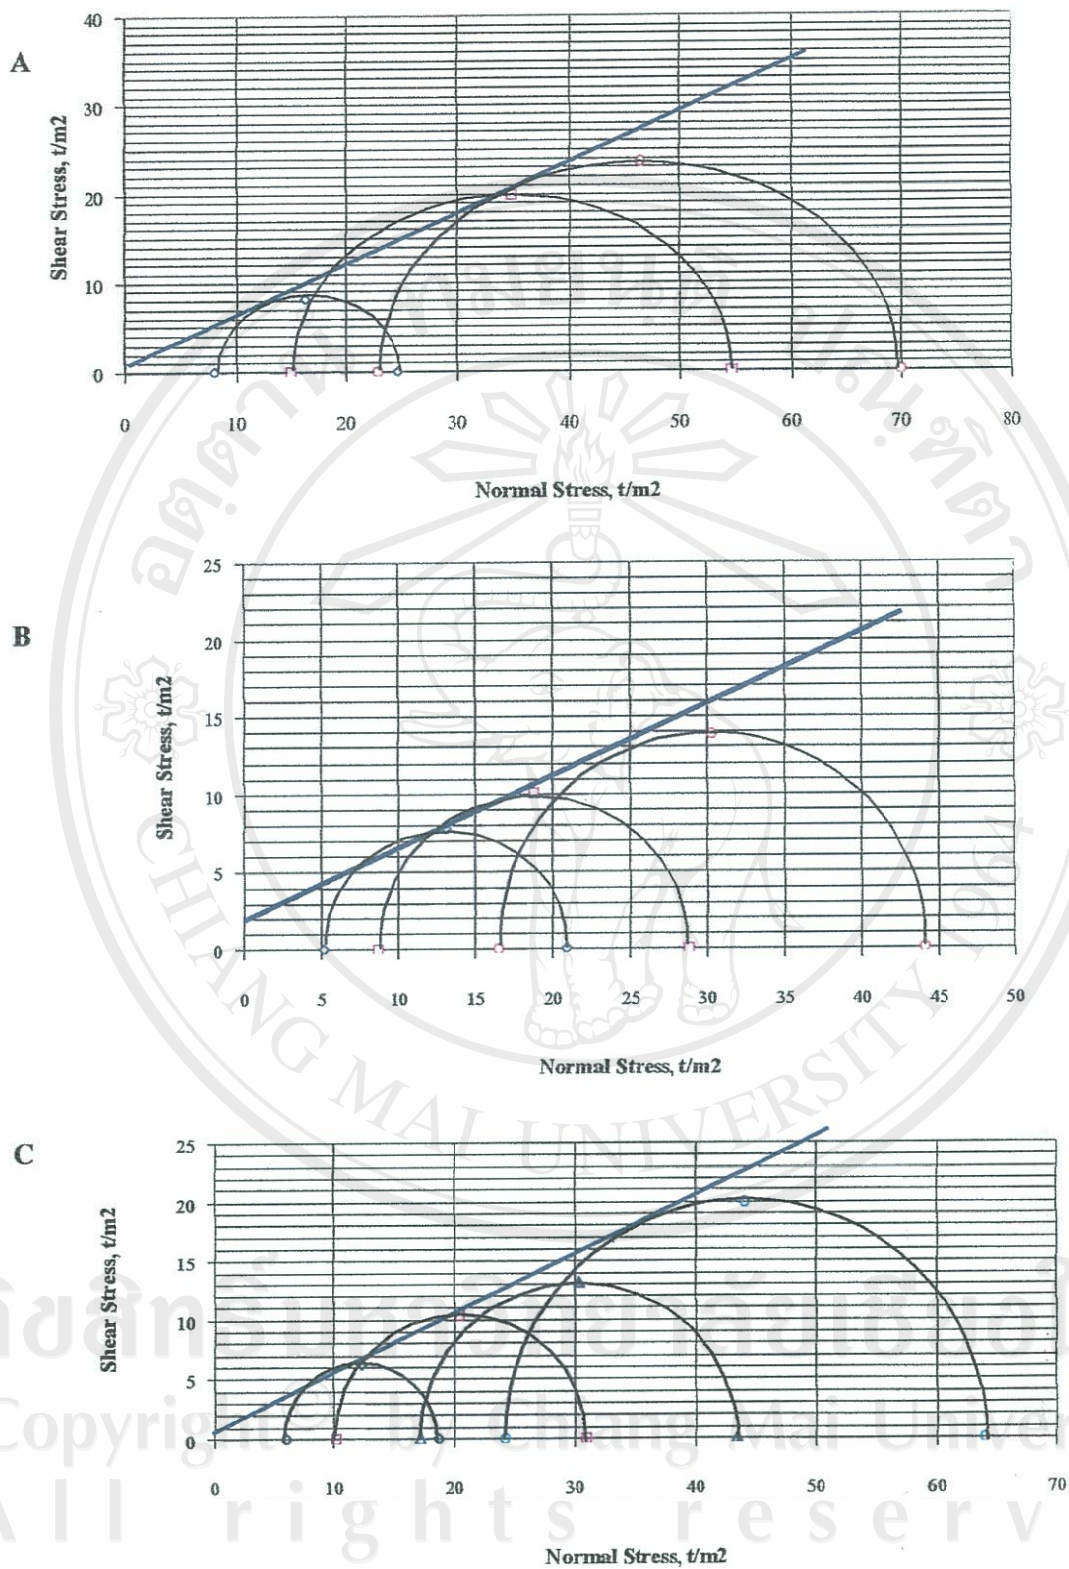 A
40
30
20
10
0
Shear Stress, t/m2
0 10 20 30 40 50 60 70 80
Normal Stress, t/m2
B
25
20
15
10
5
0
Shear Stress, t/m2
0 5 10 15 20 25 30 35 40 45 50
Normal Stress, t/m2
C
25
20
15
10
5
0
Shear Stress, t/m2
0 10 20 30 40 50 60 70
Normal Stress, t/m2
CHIANG MAI UNIVERSITY 1964
Copyright© by Chiang Mai Univer
All rights reserv